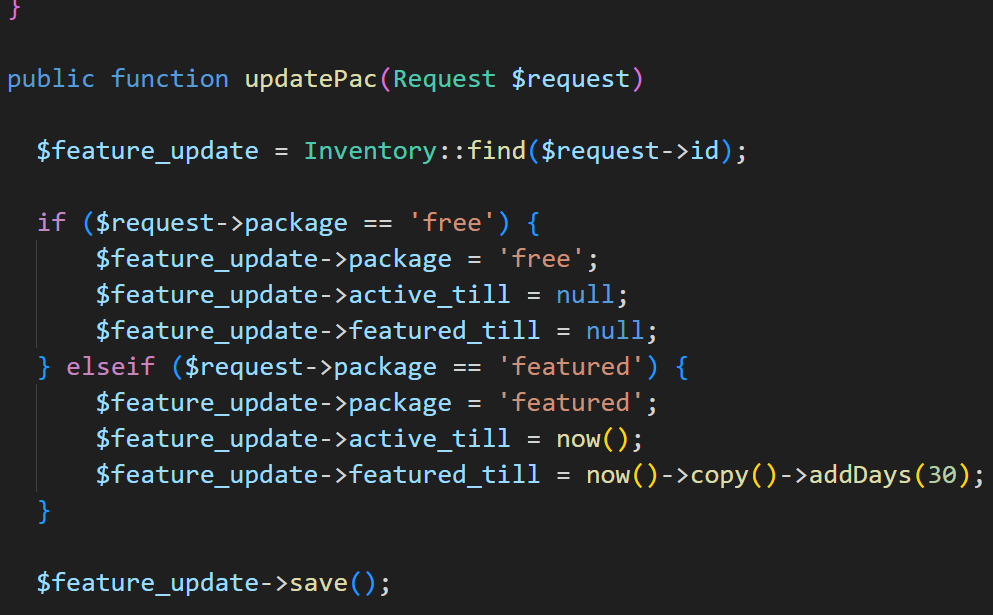 }
public function updatePac(Request $request)
$feature_update = Inventory::find($request->id);
if ($request->package == 'free') {
$feature_update->package = 'free';
$feature_update->active_till = null;
$feature_update->featured_till = null;
} elseif ($request->package == 'featured') {
$feature_update->package = 'featured';
$feature_update->active_till = now();
$feature_update->featured_till = now()->copy()->addDays(30);
}
$feature_update->save();